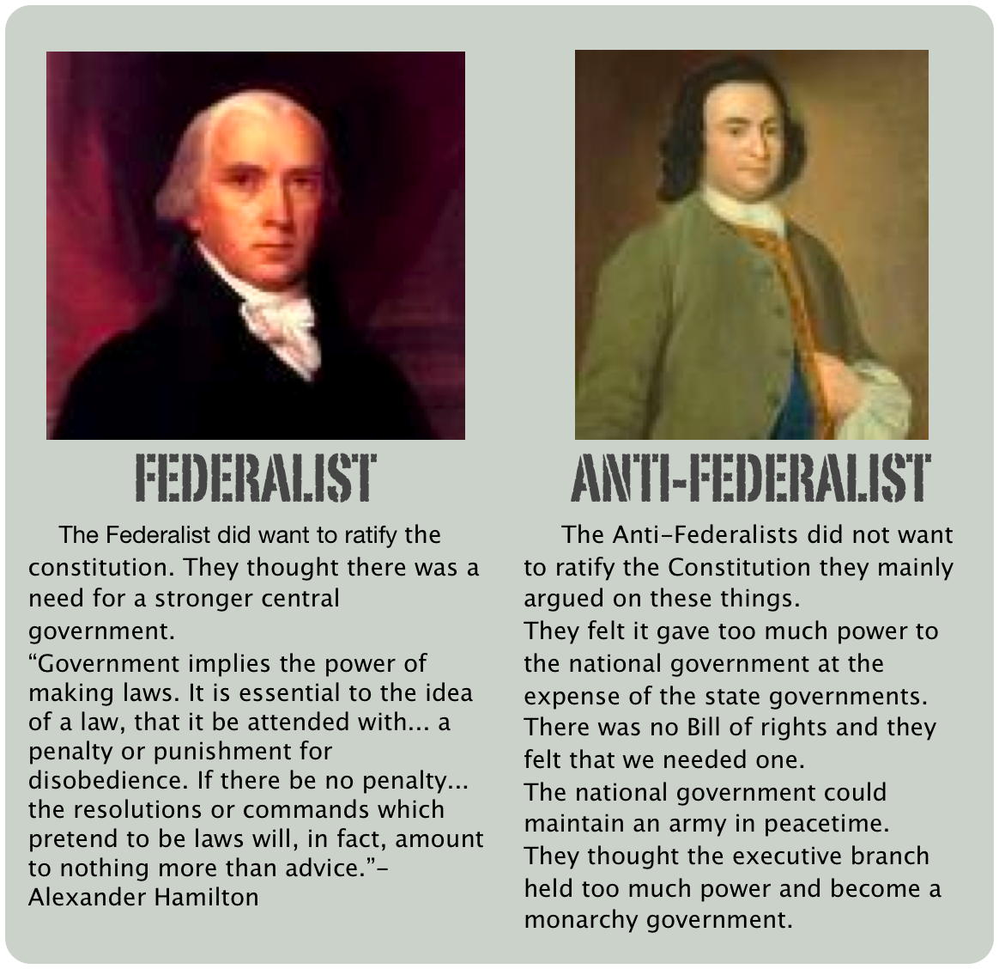 FEDERALIST
The Federalist did want to ratify the
constitution. They thought there was a
need for a stronger central
government.
“Government implies the power of
making laws. It is essential to the idea
of a law, that it be attended with... a
penalty or punishment for
disobedience. If there be no penalty...
the resolutions or commands which
pretend to be laws will, in fact, amount
to nothing more than advice.”–
Alexander Hamilton
ANTI-FEDERALIST
The Anti–Federalists did not want
to ratify the Constitution they mainly
argued on these things.
They felt it gave too much power to
the national government at the
expense of the state governments.
There was no Bill of rights and they
felt that we needed one.
The national government could
maintain an army in peacetime.
They thought the executive branch
held too much power and become a
monarchy government.